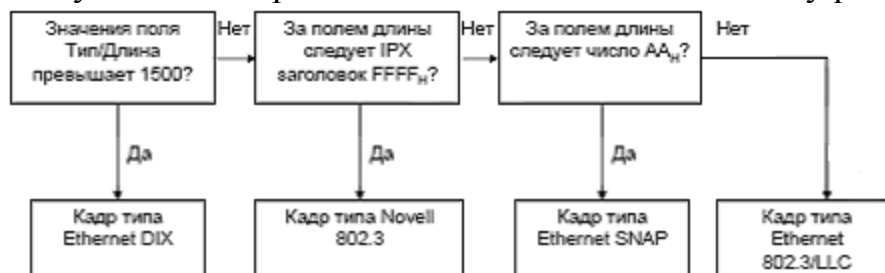 Значения поля
Тип/Длина
превышает 1500?
Нет
За полем длины
следует IPX
заголовок FFFFH?
Нет
За полем длины
следует число AAH?
Нет
Да
Да
Да
Кадр типа
Ethernet DIX
Кадр типа Novell
802.3
Кадр типа
Ethernet SNAP
Кадр типа
Ethernet
802.3/LLC